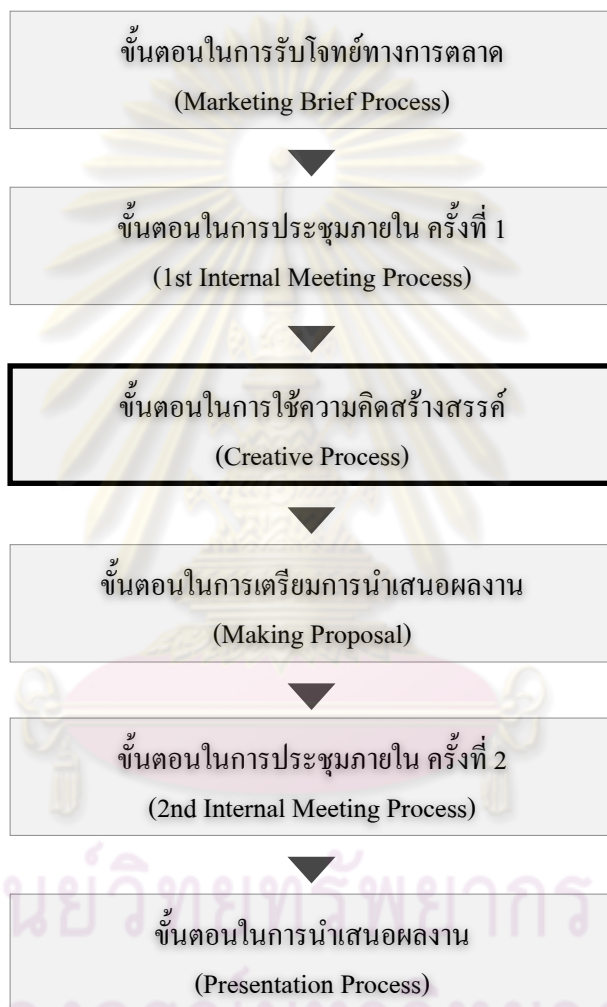 ขั้นตอนในการรับโจทย์ทางการตลาด
(Marketing Brief Process)
ขั้นตอนในการประชุมภายใน ครั้งที่ 1
(1st Internal Meeting Process)
ขั้นตอนในการใช้ความคิดสร้างสรรค์
(Creative Process)
ขั้นตอนในการเตรียมการนำเสนอผลงาน
(Making Proposal)
ขั้นตอนในการประชุมภายใน ครั้งที่ 2
(2nd Internal Meeting Process)
ขั้นตอนในการนำเสนอผลงาน
(Presentation Process)